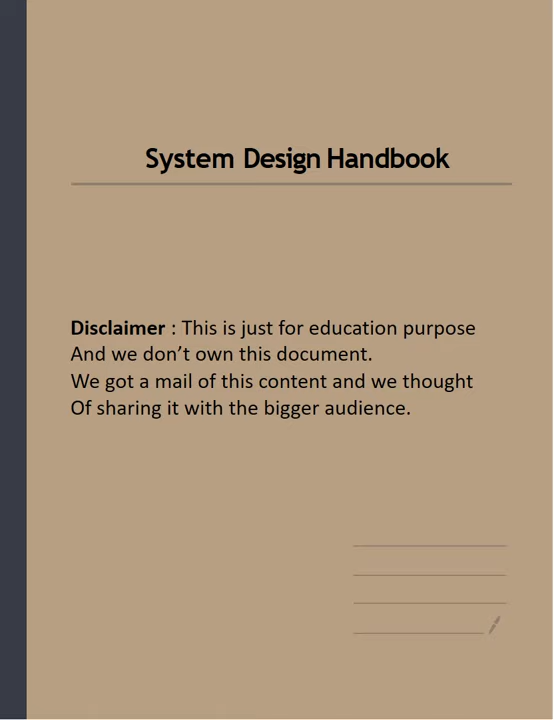 System Design Handbook
Disclaimer : This is just for education purpose
And we don’t own this document.
We got a mail of this content and we thought
Of sharing it with the bigger audience.